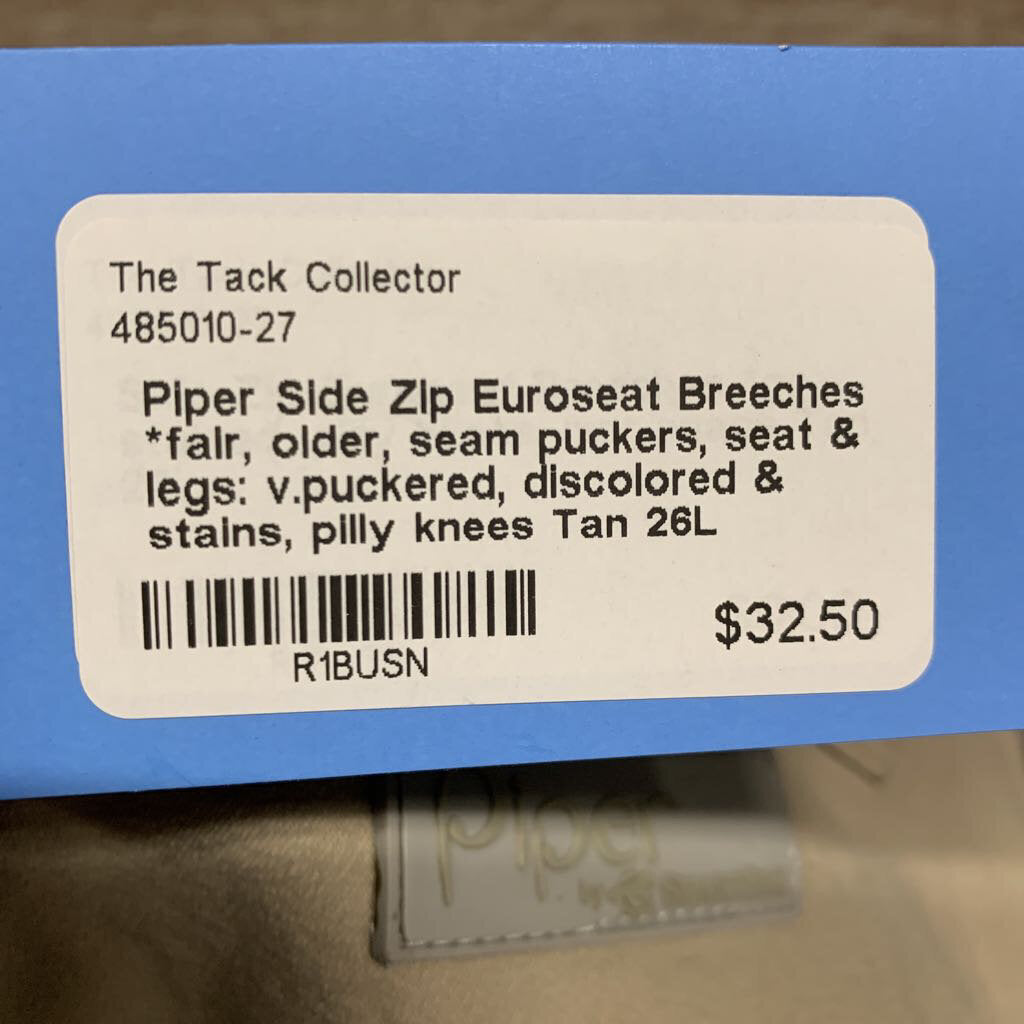 The Tack Collector
485010-27
Piper Side Zip Euroseat Breeches
*fair, older, seam puckers, seat &
legs: v.puckered, discolored &
stains, pilly knees Tan 26L
$32.50
R1BUSN
Piper
by